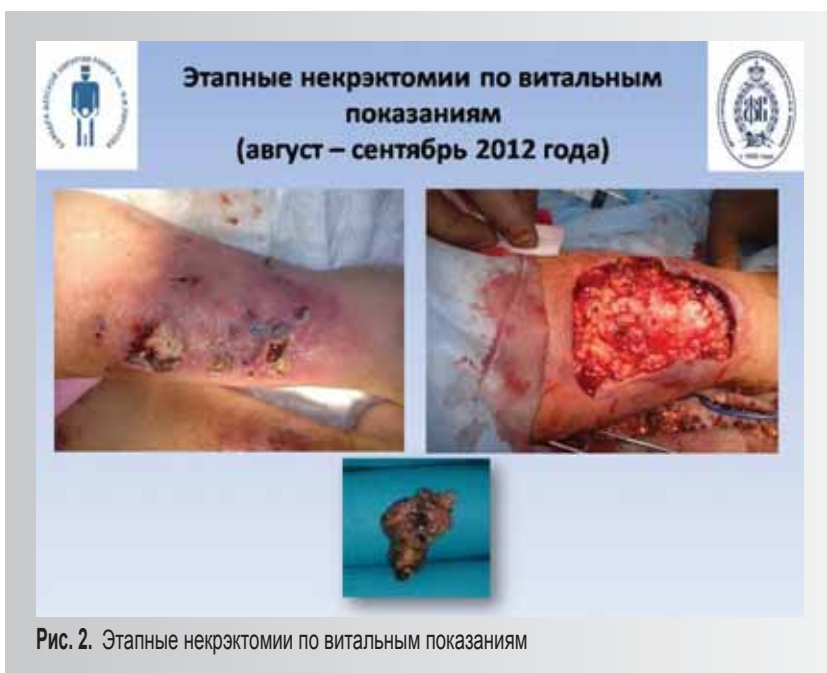 Этапные некрэктомии по витальным
показаниям
(август – сентябрь 2012 года)
Рис. 2. Этапные некрэктомии по витальным показаниям